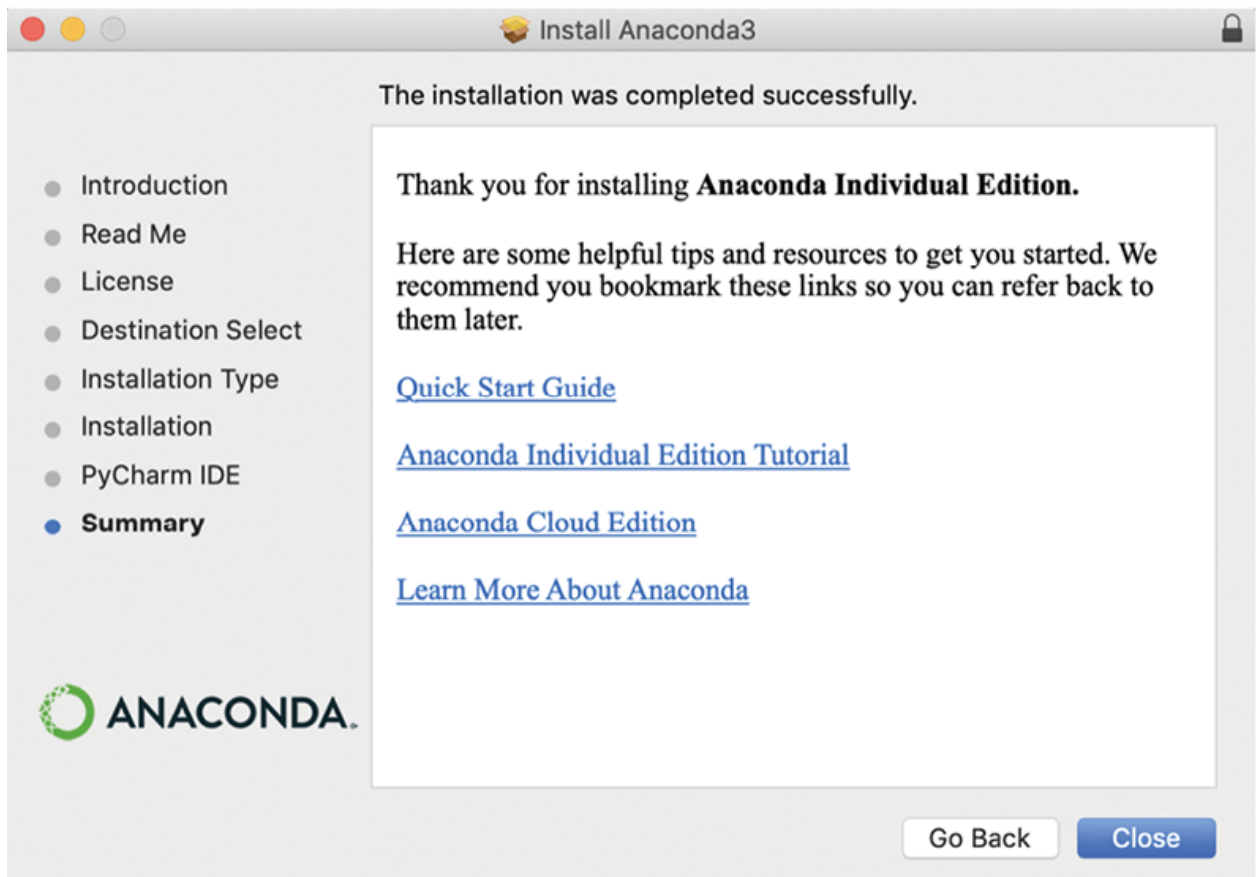 Install Anaconda3
The installation was completed successfully.
Introduction
Read Me
License
Destination Select
Installation Type
Installation
PyCharm IDE
Summary
Thank you for installing Anaconda Individual Edition.
Here are some helpful tips and resources to get you started. We
recommend you bookmark these links so you can refer back to
them later.
Quick Start Guide
Anaconda Individual Edition Tutorial
Anaconda Cloud Edition
Learn More About Anaconda
ANACONDA.
Go Back
Close